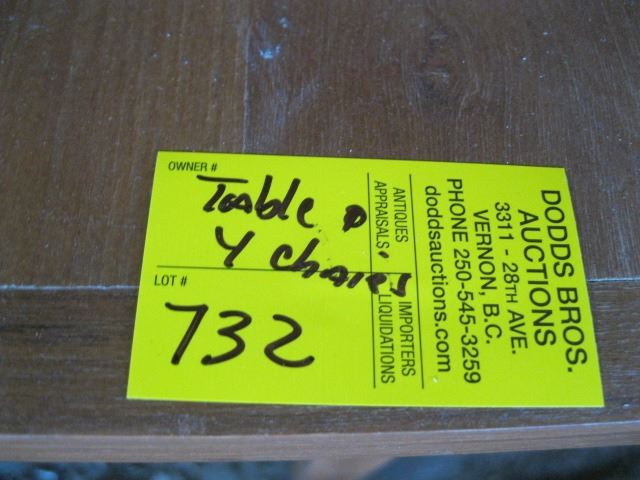 OWNER #
Table &
4 chairs
LOT #
732
ANTIQUES IMPORTERS
APPRAISALS, LIQUIDATIONS
DODDS BROS.
AUCTIONS
3311 - 28TH AVE.
VERNON, B.C.
PHONE 250-545-3259
doddsauctions.com